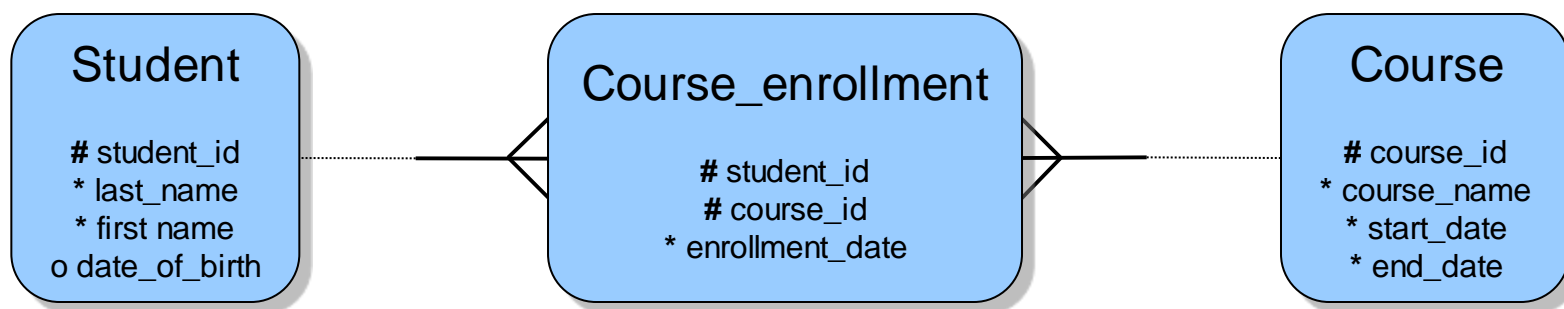 Student
# student_id
* last_name
* first name
o date_of_birth
Course_enrollment
# student_id
# course_id
* enrollment_date
Course
# course_id
* course_name
* start_date
* end_date